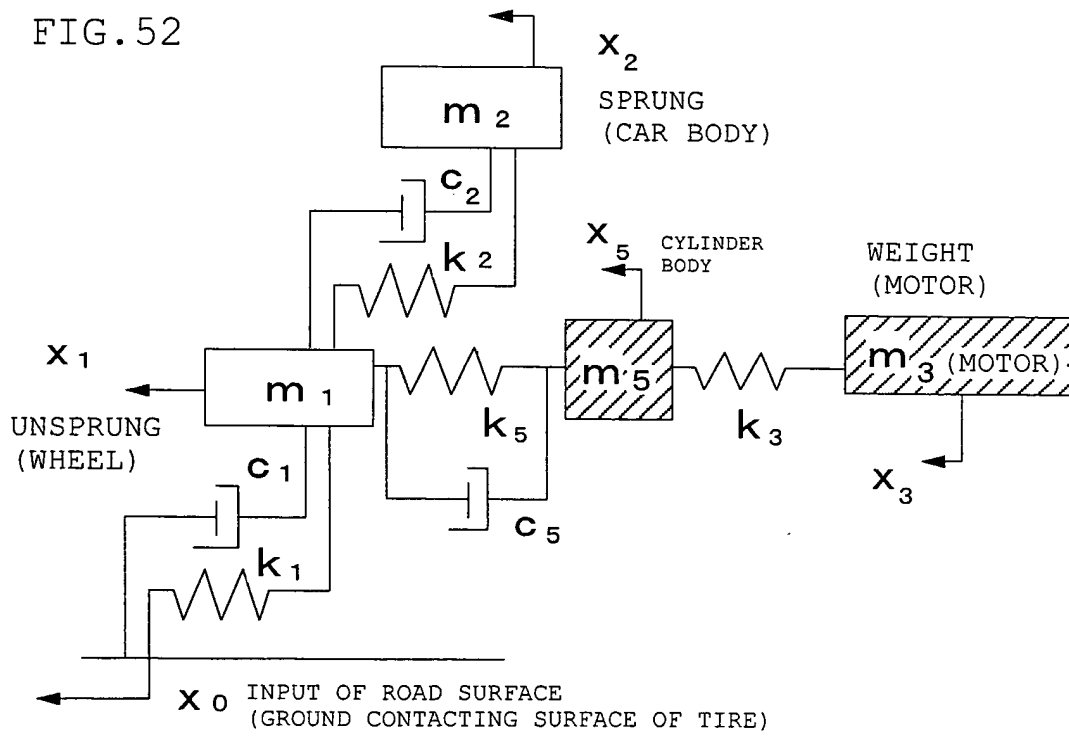 FIG.52
x2
SPRUNG
(CAR BODY)
m2
c2
k2
x5
CYLINDER
BODY
WEIGHT
(MOTOR)
x1
m1
m5
m3 (MOTOR)
UNSPRUNG
(WHEEL)
k5
k3
c1
c5
x3
k1
x0 INPUT OF ROAD SURFACE
(GROUND CONTACTING SURFACE OF TIRE)